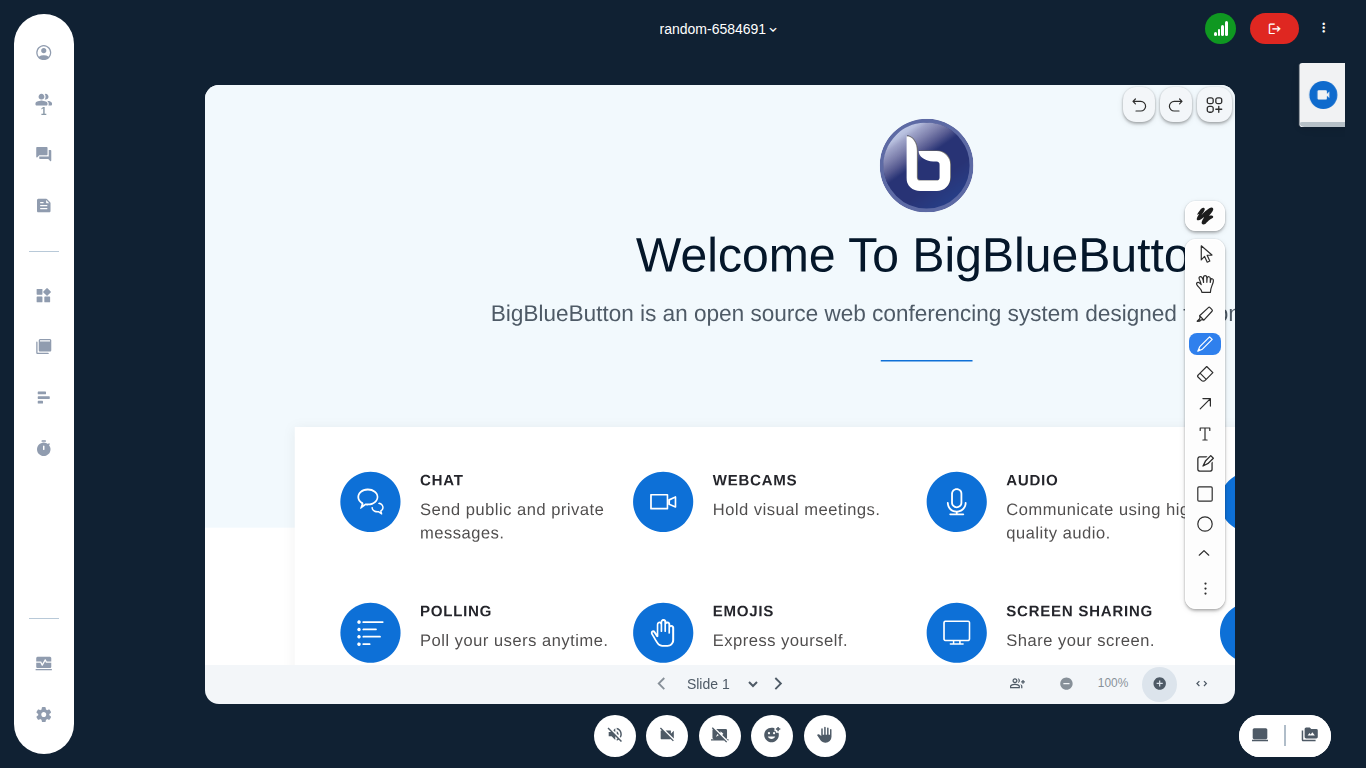 random-6584691
1
Welcome To BigBlueButto
BigBlueButton is an open source web conferencing system designed
CHAT
Send public and private
messages.
WEBCAMS
Hold visual meetings.
AUDIO
Communicate using hig
quality audio.
POLLING
Poll your users anytime.
EMOJIS
Express yourself.
SCREEN SHARING
Share your screen.
Slide 1
100%